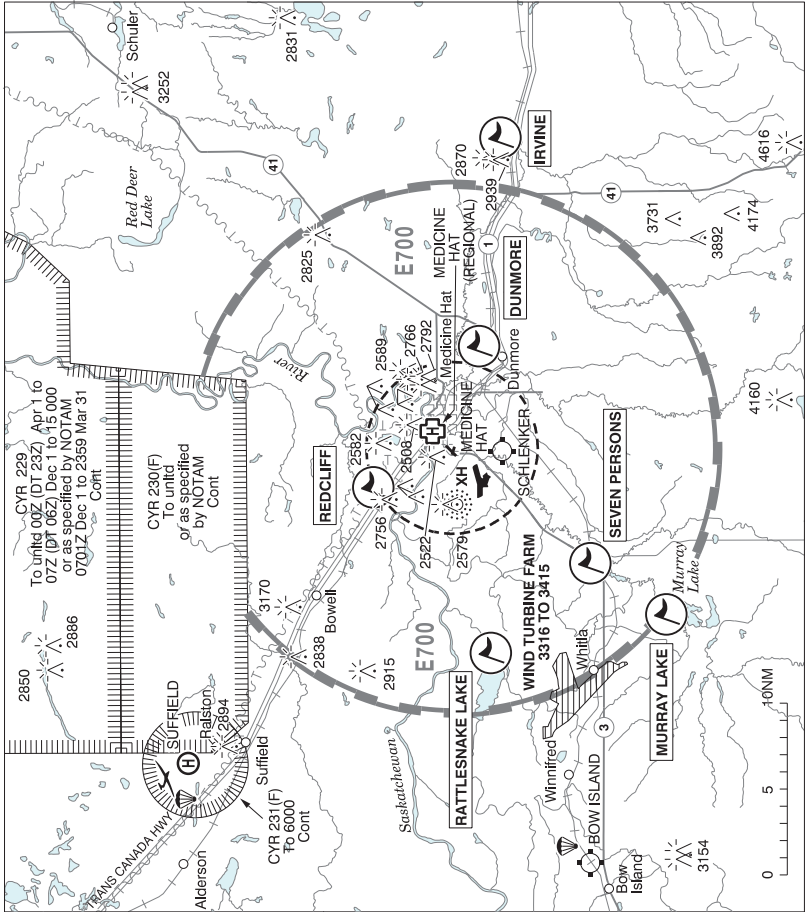 CYR 229
To unltd 00Z (DT 23Z) Apr 1 to
07Z (DT 06Z) Dec 1 to 15 000
or as specified by NOTAM
0701Z Dec 1 to 2359 Mar 31
Cont
CYR 230(F)
To unltd
or as specified
by NOTAM
Cont
2850
2886
SUFFIELD
H
Ralston
2894
Suffield
CYR 231(F)
To 6000
Cont
TRANS CANADA HWY
Alderson
3170
2838
Bowell
2915
E700
Saskatchewan
River
Red Deer
Lake
Schuler
3252
2831
41
2825
E700
REDCLIFF
2582
2589
2766
2792
2508
2756
2522
2579
H
Medicine Hat
MEDICINE
HAT
(REGIONAL)
MEDICINE
HAT
XH
SCHLENKER
DUNMORE
Dunmore
1
2870
2939
IRVINE
41
3731
3892
4174
4616
4160
RATTLESNAKE LAKE
WIND TURBINE FARM
3316 TO 3415
SEVEN PERSONS
Whitla
Murray
Lake
MURRAY LAKE
3
Winnifred
BOW ISLAND
Bow
Island
3154
0
5
10NM